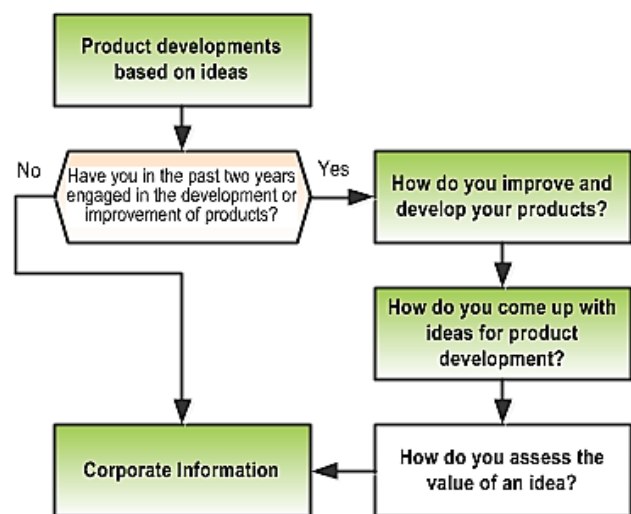 Product developments
based on ideas
No
Have you in the past two years
engaged in the development or
improvement of products?
Yes
How do you improve and
develop your products?
How do you come up with
ideas for product
development?
How do you assess the
value of an idea?
Corporate Information